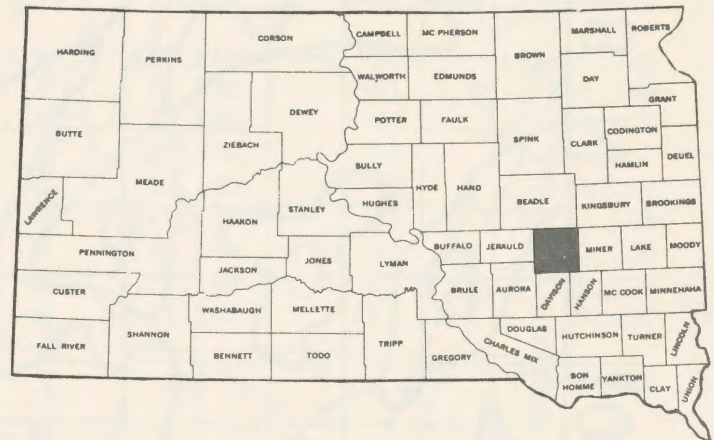 HARDING
PERKINS
CORSON
CAMPBELL
MC PHERSON
BROWN
MARSHALL
ROBERTS
WALWORTH
EDMUNDS
DAY
DEWEY
GRANT
BUTTE
ZIEBACH
POTTER
FAULK
SPINK
CLARK
CODINGTON
DEUEL
HAMLIN
MEADE
SULLY
HYDE
HAND
LAWRENCE
HAAKON
STANLEY
HUGHES
BEADLE
KINGSBURY
BROOKINGS
PENNINGTON
JACKSON
JONES
LYMAN
BUFFALO
JERAULD
MINER
LAKE
MOODY
CUSTER
BRULE
AURORA
DAVISON
HANSON
MC COOK
MINNEHAHA
WASHABAUGH
MELLETTE
FALL RIVER
SHANNON
BENNETT
TODD
TRIPP
GREGORY
CHARLES MIX
DOUGLAS
HUTCHINSON
TURNER
LINCOLN
BON
HOMME
YANKTON
CLAY
UNION